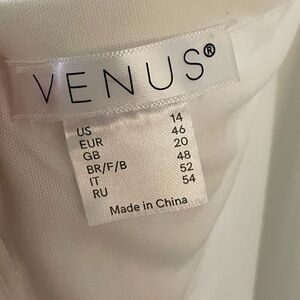 VENUS®
US 14
EUR 46
GB 20
BR/F/B 48
IT 52
RU 54
Made in China